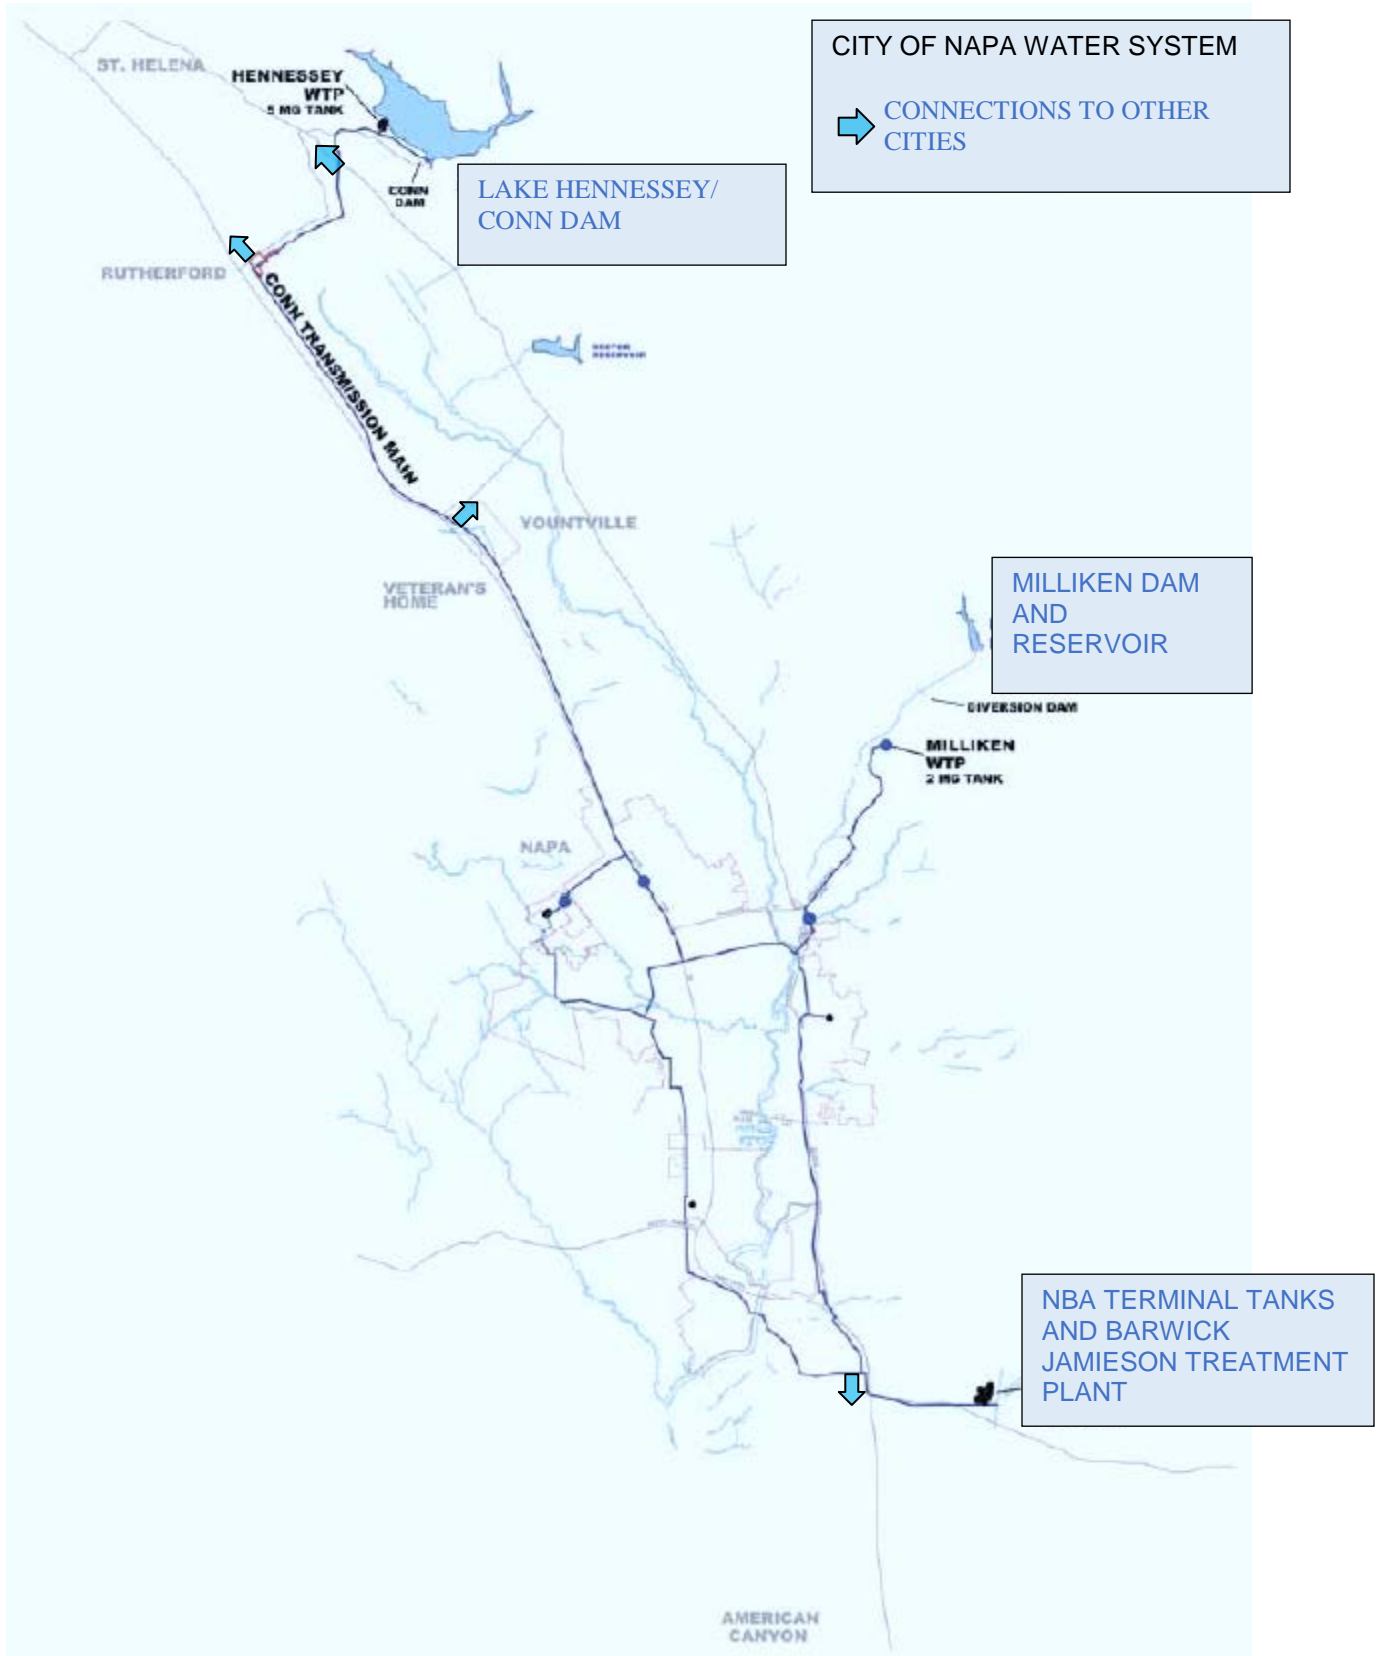 CITY OF NAPA WATER SYSTEM
CONNECTIONS TO OTHER
CITIES
ST. HELENA
HENNESSEY
WTP
5 MG TANK
CONN
DAM
LAKE HENNESSEY/
CONN DAM
RUTHERFORD
CONN TRANSMISSION MAIN
RESERVOIR
YOUNTVILLE
VETERAN'S
HOME
MILLIKEN DAM
AND
RESERVOIR
DIVERSION DAM
MILLIKEN
WTP
2 MG TANK
NAPA
NBA TERMINAL TANKS
AND BARWICK
JAMIESON TREATMENT
PLANT
AMERICAN
CANYON